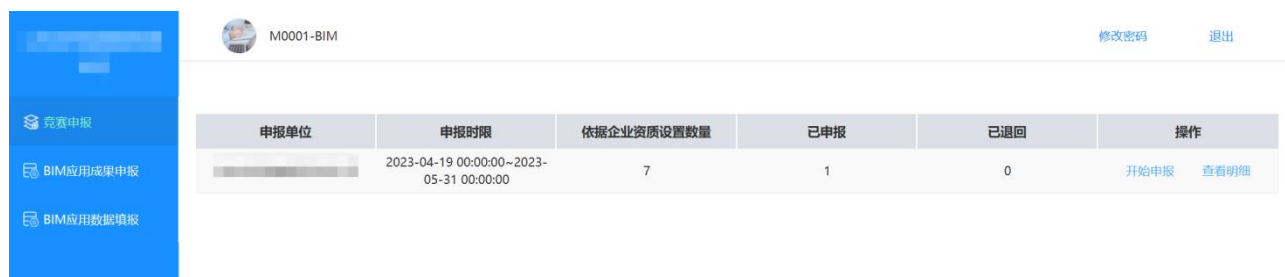 M0001-BIM
修改密码
退出
竞赛申报
BIM应用成果申报
BIM应用数据填报
申报单位
申报时限
依据企业资质设置数量
已申报
已退回
操作
2023-04-19 00:00:00~2023-
05-31 00:00:00
7
1
0
开始申报
查看明细